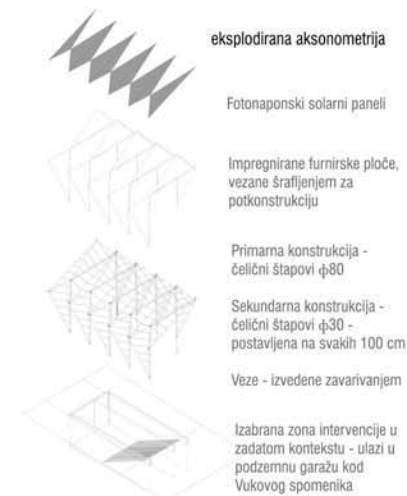 eksplodirana aksonometrija
Fotonaponski solarni paneli
Impregnirane furnirske ploče,
vezane šrafljenjem za
potkonstrukciju
Primarna konstrukcija -
čelični štapovi ф80
Sekundarna konstrukcija -
čelični štapovi ф30 -
postavljena na svakih 100 cm
Veze - izvedene zavarivanjem
Izabrana zona intervencije u
zadatom kontekstu - ulazi u
podzemnu garažu kod
Vukovog spomenika